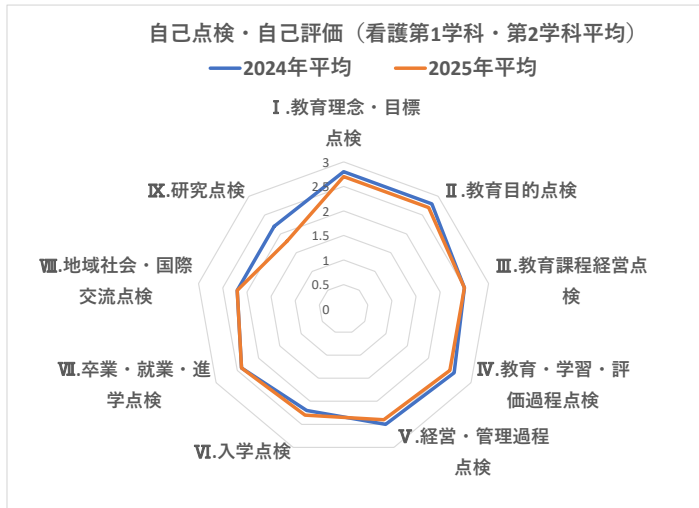 自己点検・自己評価（看護第1学科・第2学科平均）
2024年平均
2025年平均
Ⅰ.教育理念・目標
点検
Ⅱ.教育目的点検
Ⅲ.教育課程経営点
検
Ⅳ.教育・学習・評
価過程点検
Ⅴ.経営・管理過程
点検
Ⅵ.入学点検
Ⅶ.卒業・就業・進
学点検
Ⅷ.地域社会・国際
交流点検
Ⅸ.研究点検
3
2.5
2
1.5
1
0.5
0